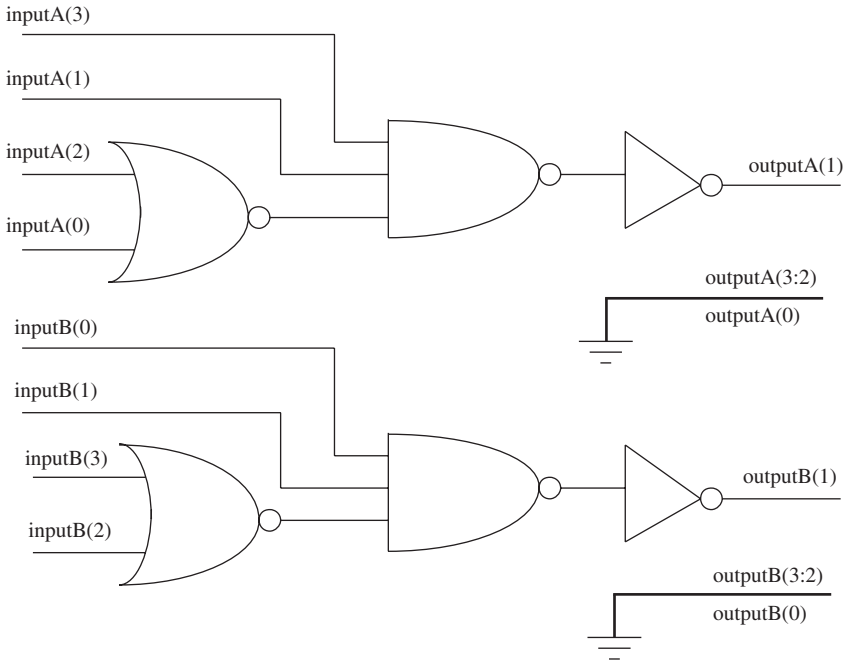 inputA(3)
inputA(1)
inputA(2)
outputA(1)
inputA(0)
outputA(3:2)
outputA(0)
inputB(0)
inputB(1)
inputB(3)
outputB(1)
inputB(2)
outputB(3:2)
outputB(0)